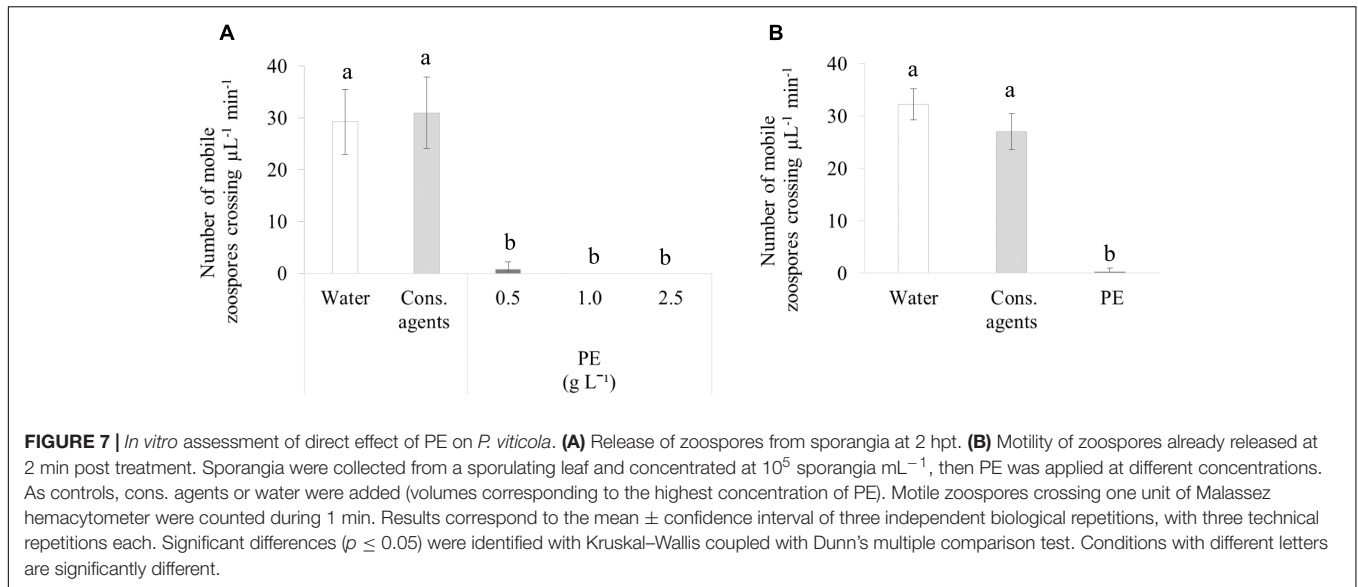 A
Number of mobile
zoospores crossing µL⁻¹ min⁻¹
40
30
20
10
0
a
a
b
b
b
Water
Cons.
agents
0.5
1.0
2.5
PE
(g L⁻¹)
B
Number of mobile
zoospores crossing µL⁻¹ min⁻¹
40
30
20
10
0
a
a
b
Water
Cons.
agents
PE
FIGURE 7 | In vitro assessment of direct effect of PE on P. viticola. (A) Release of zoospores from sporangia at 2 hpt. (B) Motility of zoospores already released at
2 min post treatment. Sporangia were collected from a sporulating leaf and concentrated at 10⁵ sporangia mL⁻¹, then PE was applied at different concentrations.
As controls, cons. agents or water were added (volumes corresponding to the highest concentration of PE). Motile zoospores crossing one unit of Malassez
hemacytometer were counted during 1 min. Results correspond to the mean ± confidence interval of three independent biological repetitions, with three technical
repetitions each. Significant differences (p ≤ 0.05) were identified with Kruskal–Wallis coupled with Dunn's multiple comparison test. Conditions with different letters
are significantly different.